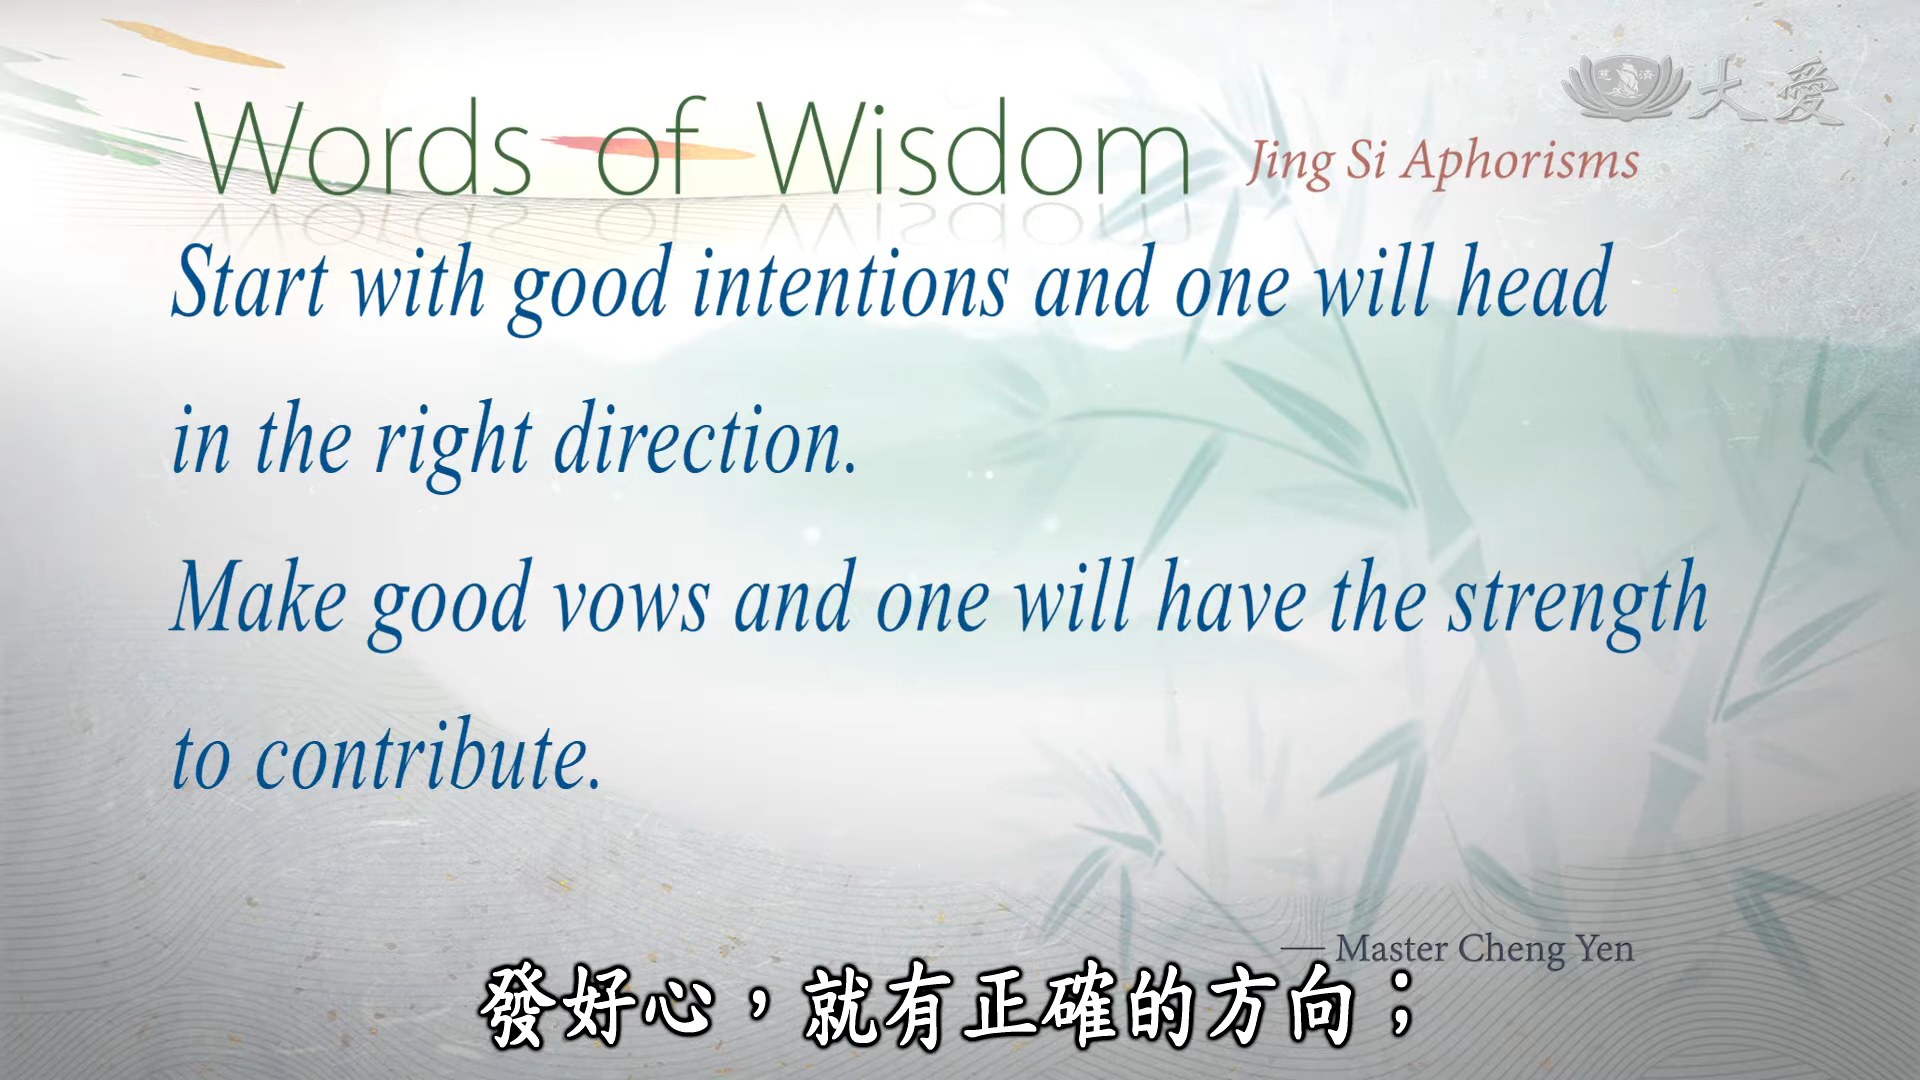 大愛
慈濟
Words of Wisdom Jing Si Aphorisms
Start with good intentions and one will head
in the right direction.
Make good vows and one will have the strength
to contribute.
— Master Cheng Yen
發好心，就有正確的方向；